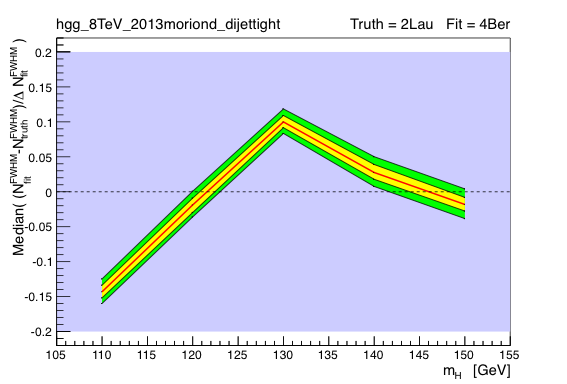 hgg_8TeV_2013moriond_dijettight
Truth = 2Lau Fit = 4Ber
Median( (N_fit^FWHM-N_truth^FWHM)/Δ N_fit^FWHM )
0.2
0.15
0.1
0.05
0
-0.05
-0.1
-0.15
-0.2
105 110 115 120 125 130 135 140 145 150 155
m_H [GeV]